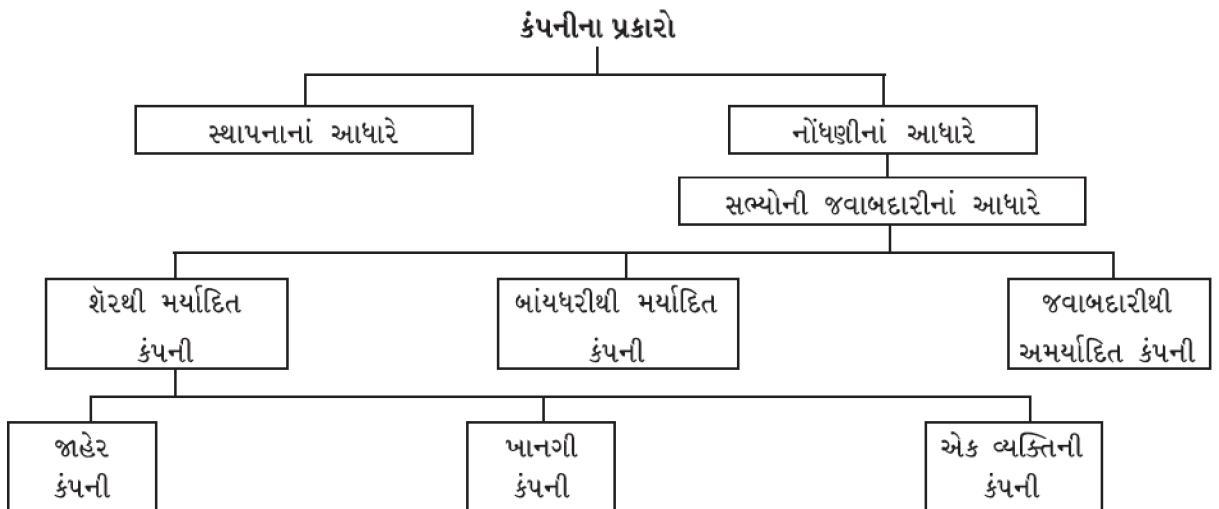 કંપનીના પ્રકારો
સ્થાપનાનાં આધારે
નોંધણીનાં આધારે
સભ્યોની જવાબદારીનાં આધારે
શૅરથી મર્યાદિત
કંપની
બાંયધરીથી મર્યાદિત
કંપની
જવાબદારીથી
અમર્યાદિત કંપની
જાહેર
કંપની
ખાનગી
કંપની
એક વ્યક્તિની
કંપની